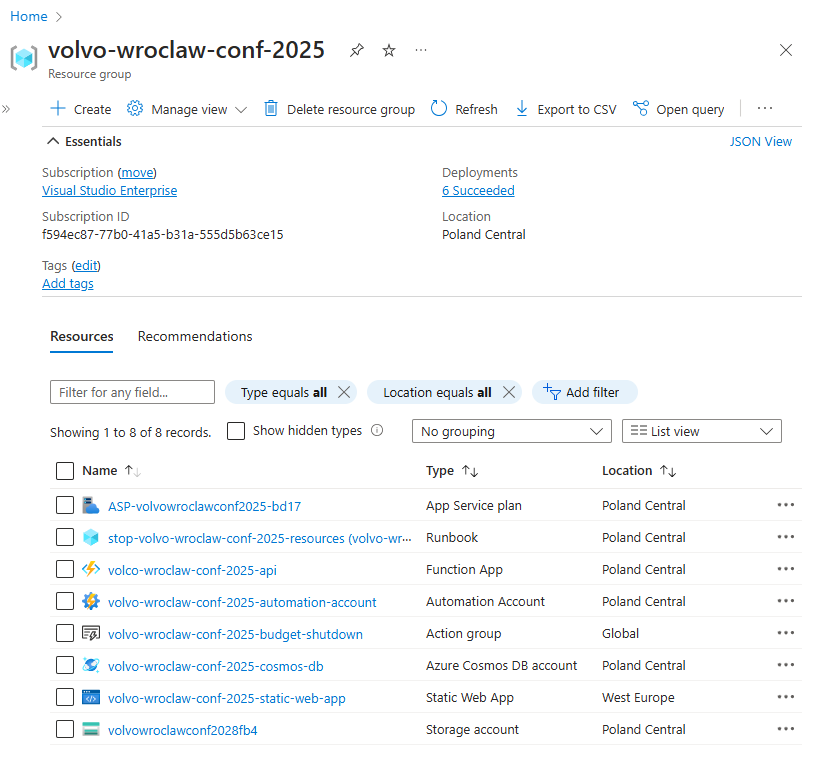 Home
volvo-wroclaw-conf-2025
Resource group
Create Manage view Delete resource group Refresh Export to CSV Open query
Essentials JSON View
Subscription (move)
Visual Studio Enterprise
Subscription ID
f594ec87-77b0-41a5-b31a-555d5b63ce15
Deployments
6 Succeeded
Location
Poland Central
Tags (edit)
Add tags
Resources Recommendations
Filter for any field... Type equals all Location equals all Add filter
Showing 1 to 8 of 8 records. Show hidden types No grouping List view
Name Type Location
ASP-volvowroclawconf2025-bd17 App Service plan Poland Central
stop-volvo-wroclaw-conf-2025-resources (volvo-wr... Runbook Poland Central
volco-wroclaw-conf-2025-api Function App Poland Central
volvo-wroclaw-conf-2025-automation-account Automation Account Poland Central
volvo-wroclaw-conf-2025-budget-shutdown Action group Global
volvo-wroclaw-conf-2025-cosmos-db Azure Cosmos DB account Poland Central
volvo-wroclaw-conf-2025-static-web-app Static Web App West Europe
volvowroclawconf2028fb4 Storage account Poland Central